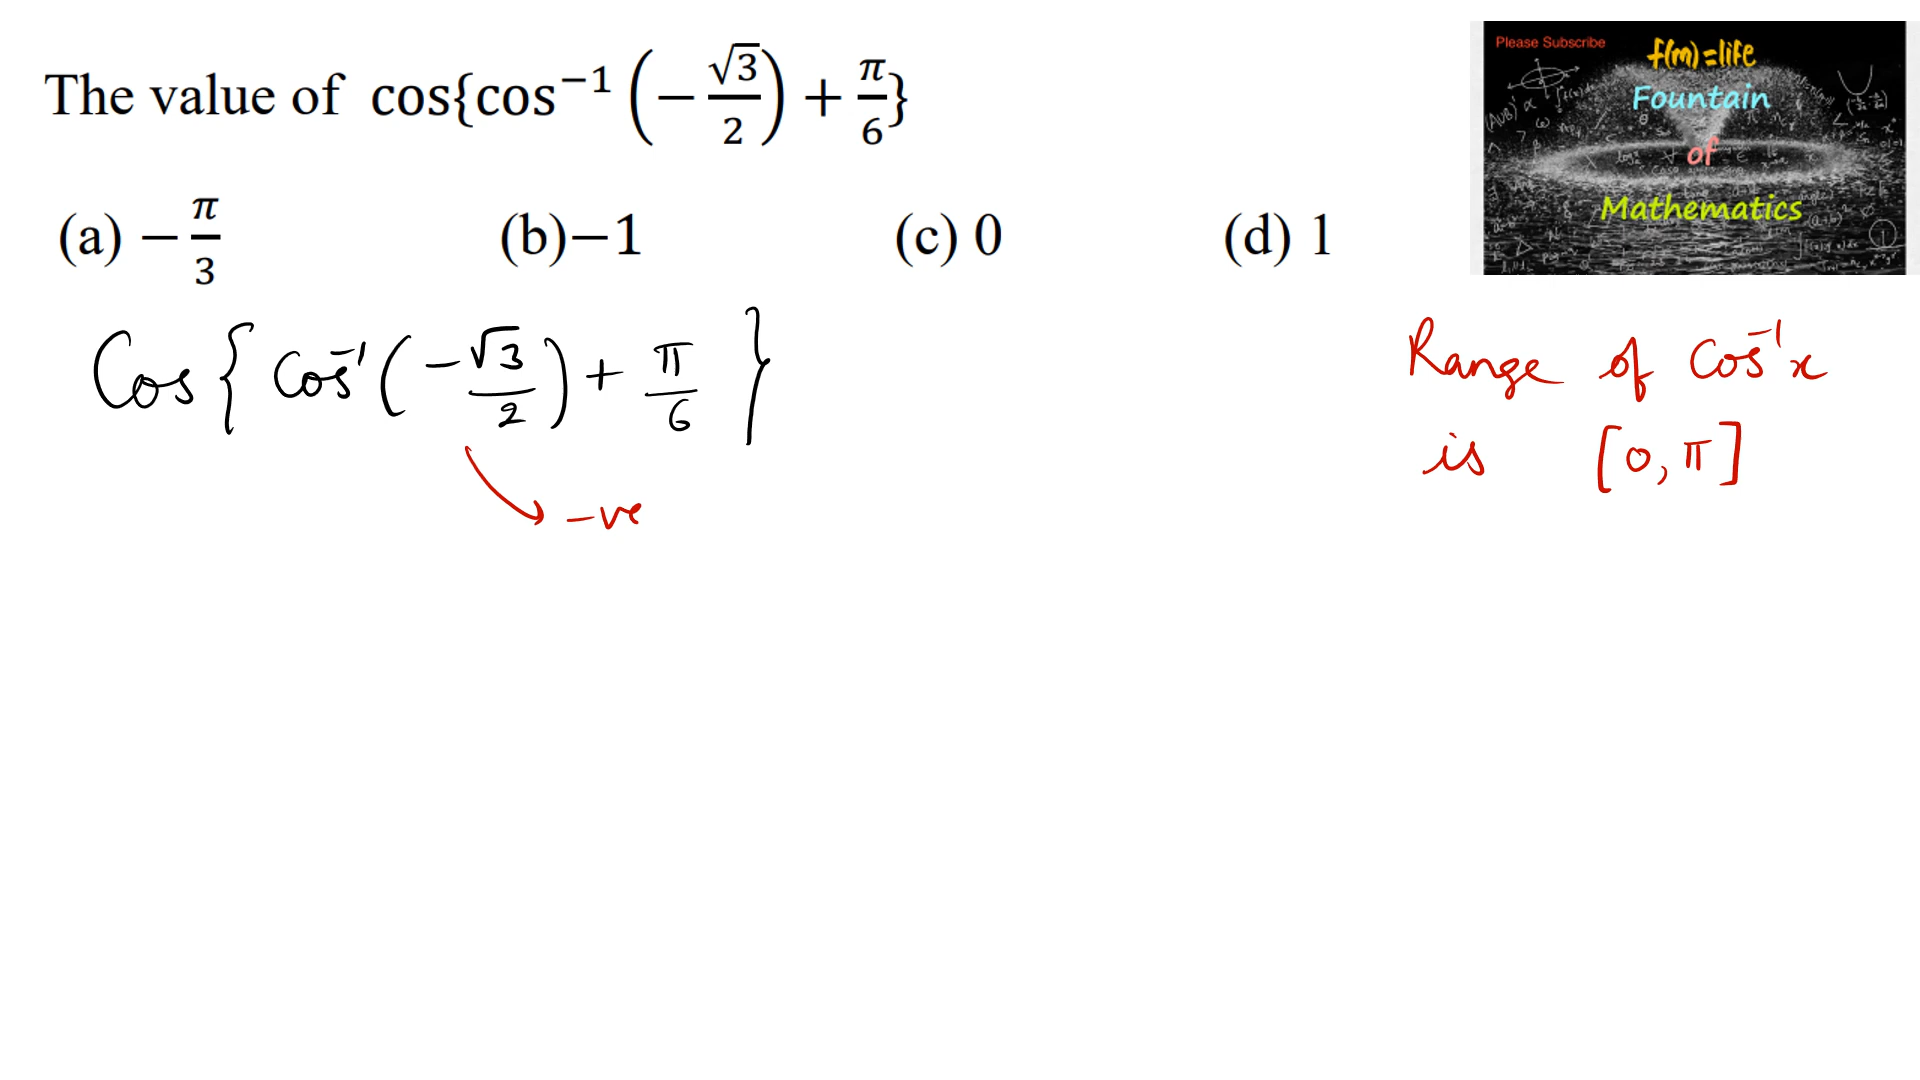 The value of cos{cos⁻¹(−√3/2) + π/6}
(a) −π/3 (b)−1 (c) 0 (d) 1
Please Subscribe
f(m)=life
Fountain
of
Mathematics
Cos{ Cos⁻¹(−√3/2) + π/6 }
−ve
Range of Cos⁻¹x
is [0, π]